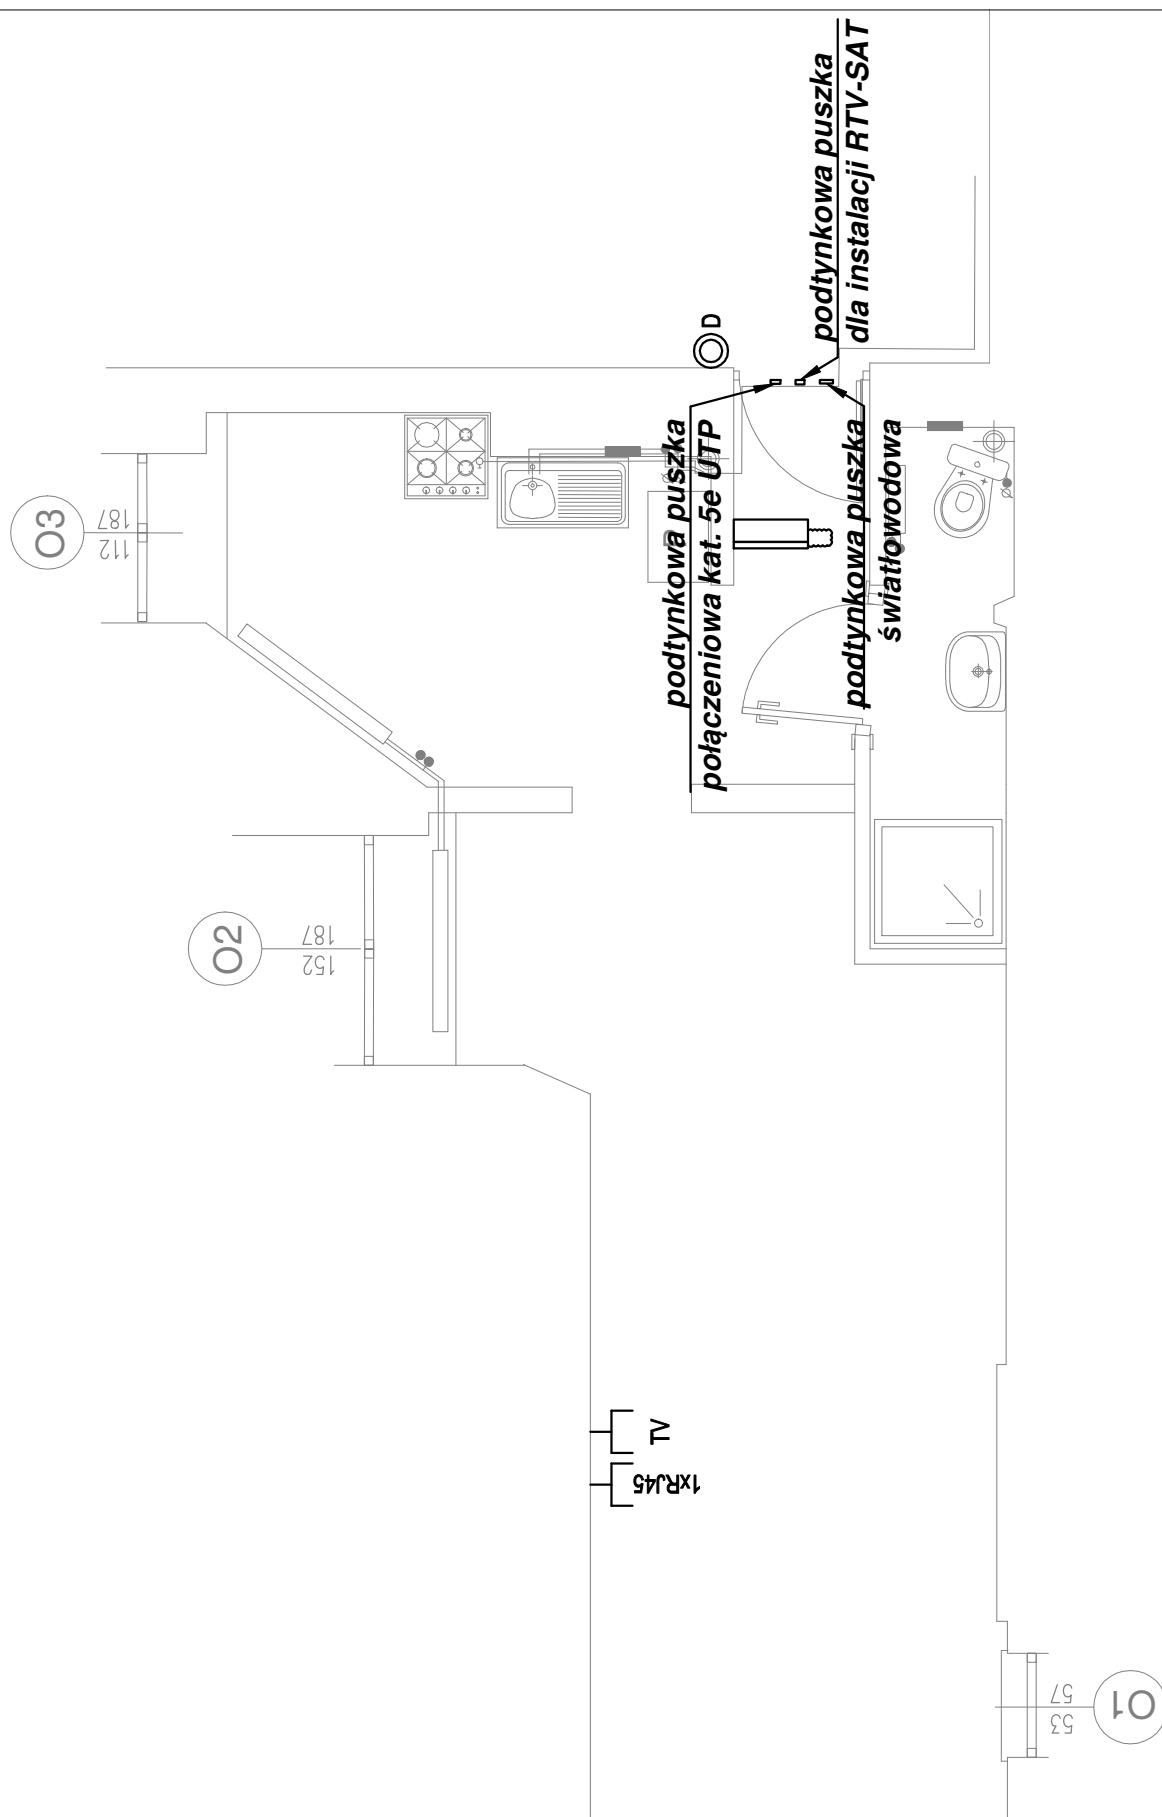 podtynkowa puszka
dla instalacji RTV-SAT
D
podtynkowa puszka
połączeniowa kat. 5e UTP
podtynkowa puszka
światłowodowa
O3
112
187
O2
152
187
TV
1xRJ45
O1
53
57